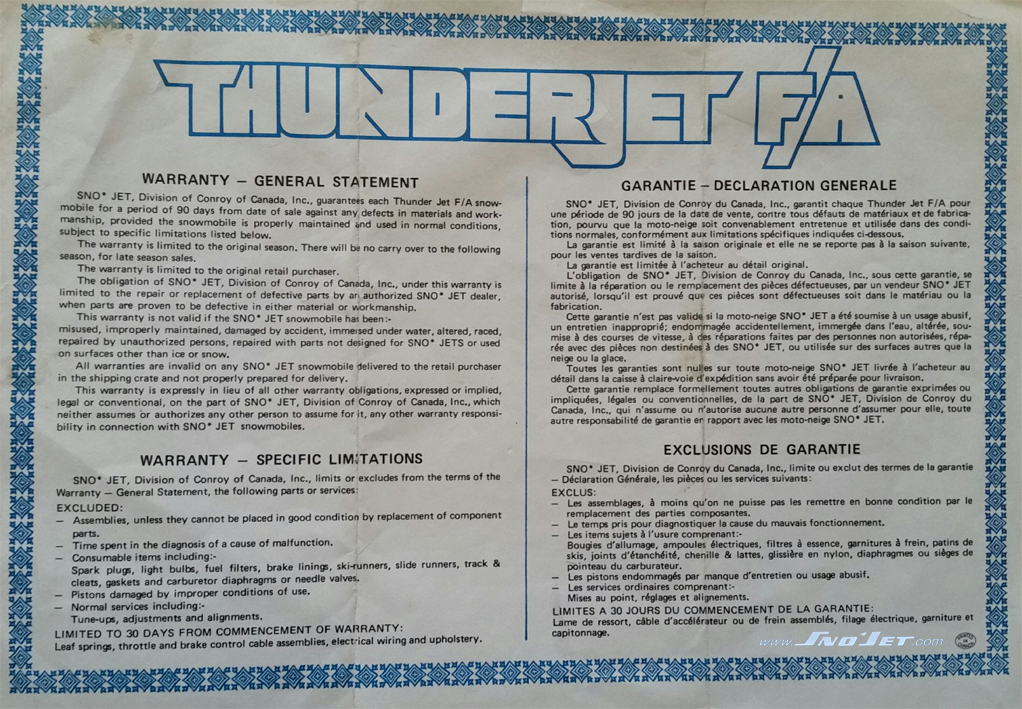 THUNDERJET F/A
WARRANTY – GENERAL STATEMENT
SNO* JET, Division of Conroy of Canada, Inc., guarantees each Thunder Jet F/A snow-
mobile for a period of 90 days from date of sale against any defects in materials and work-
manship, provided the snowmobile is properly maintained and used in normal conditions,
subject to specific limitations listed below.
The warranty is limited to the original season. There will be no carry over to the following
season, for late season sales.
The warranty is limited to the original retail purchaser.
The obligation of SNO* JET, Division of Conroy of Canada, Inc., under this warranty is
limited to the repair or replacement of defective parts by an authorized SNO* JET dealer,
when parts are proven to be defective in either material or workmanship.
This warranty is not valid if the SNO* JET snowmobile has been:-
misused, improperly maintained, damaged by accident, immersed under water, altered, raced,
repaired by unauthorized persons, repaired with parts not designed for SNO* JETS or used
on surfaces other than ice or snow.
All warranties are invalid on any SNO* JET snowmobile delivered to the retail purchaser
in the shipping crate and not properly prepared for delivery.
This warranty is expressly in lieu of all other warranty obligations, expressed or implied,
legal or conventional, on the part of SNO* JET, Division of Conroy of Canada, Inc., which
neither assumes or authorizes any other person to assume for it, any other warranty responsi-
bility in connection with SNO* JET snowmobiles.
WARRANTY – SPECIFIC LIMITATIONS
SNO* JET, Division of Conroy of Canada, Inc., limits or excludes from the terms of the
Warranty – General Statement, the following parts or services:
EXCLUDED:
– Assemblies, unless they cannot be placed in good condition by replacement of component
parts.
– Time spent in the diagnosis of a cause of malfunction.
– Consumable items including:-
Spark plugs, light bulbs, fuel filters, brake linings, ski-runners, slide runners, track &
cleats, gaskets and carburetor diaphragms or needle valves.
– Pistons damaged by improper conditions of use.
– Normal services including:-
Tune-ups, adjustments and alignments.
LIMITED TO 30 DAYS FROM COMMENCEMENT OF WARRANTY:
Leaf springs, throttle and brake control cable assemblies, electrical wiring and upholstery.
GARANTIE – DECLARATION GENERALE
SNO* JET, Division de Conroy du Canada, Inc., garantit chaque Thunder Jet F/A pour
une période de 90 jours de la date de vente, contre tous défauts de matériaux et de fabrica-
tion, pourvu que la moto-neige soit convenablement entretenue et utilisée dans des condi-
tions normales, conformément aux limitations spécifiques indiquées ci-dessous.
La garantie est limité à la saison originale et elle ne se reporte pas à la saison suivante,
pour les ventes tardives de la saison.
La garantie est limitée à l'acheteur au détail original.
L'obligation de SNO* JET, Division de Conroy du Canada, Inc., sous cette garantie, se
limite à la réparation ou le remplacement des pièces défectueuses, par un vendeur SNO* JET
autorisé, lorsqu'il est prouvé que ces pièces sont défectueuses soit dans le matériau ou la
fabrication.
Cette garantie n'est pas valide si la moto-neige SNO* JET a été soumise à un usage abusif,
un entretien inapproprié; endommagée accidentellement, immergée dans l'eau, altérée, sou-
mise à des courses de vitesse, à des réparations faites par des personnes non autorisées, répa-
rée avec des pièces non destinées à des SNO* JET, ou utilisée sur des surfaces autres que la
neige ou la glace.
Toutes les garanties sont nulles sur toute moto-neige SNO* JET livrée à l'acheteur au
détail dans la caisse à claire-voie d'expédition sans avoir été préparée pour livraison.
Cette garantie remplace formellement toutes autres obligations de garantie exprimées ou
impliquées, légales ou conventionnelles, de la part de SNO* JET, Division de Conroy du
Canada, Inc., qui n'assume ou n'autorise aucune autre personne d'assumer pour elle, toute
autre responsabilité de garantie en rapport avec les moto-neige SNO* JET.
EXCLUSIONS DE GARANTIE
SNO* JET, Division de Conroy du Canada, Inc., limite ou exclut des termes de la garantie
– Déclaration Générale, les pièces ou les services suivants:
EXCLUS:
– Les assemblages, à moins qu'on ne puisse pas les remettre en bonne condition par le
remplacement des parties composantes.
– Le temps pris pour diagnostiquer la cause du mauvais fonctionnement.
– Les items sujets à l'usure comprenant:-
Bougies d'allumage, ampoules électriques, filtres à essence, garnitures à frein, patins de
skis, joints d'étanchéité, chenille & lattes, glissière en nylon, diaphragmes ou sièges de
pointeau du carburateur.
– Les pistons endommagés par manque d'entretien ou usage abusif.
– Les services ordinaires comprenant:-
Mises au point, réglages et alignements.
LIMITES A 30 JOURS DU COMMENCEMENT DE LA GARANTIE:
Lame de ressort, câble d'accélérateur ou de frein assemblés, filage électrique, garniture et
capitonnage.
www.SnoJet.com